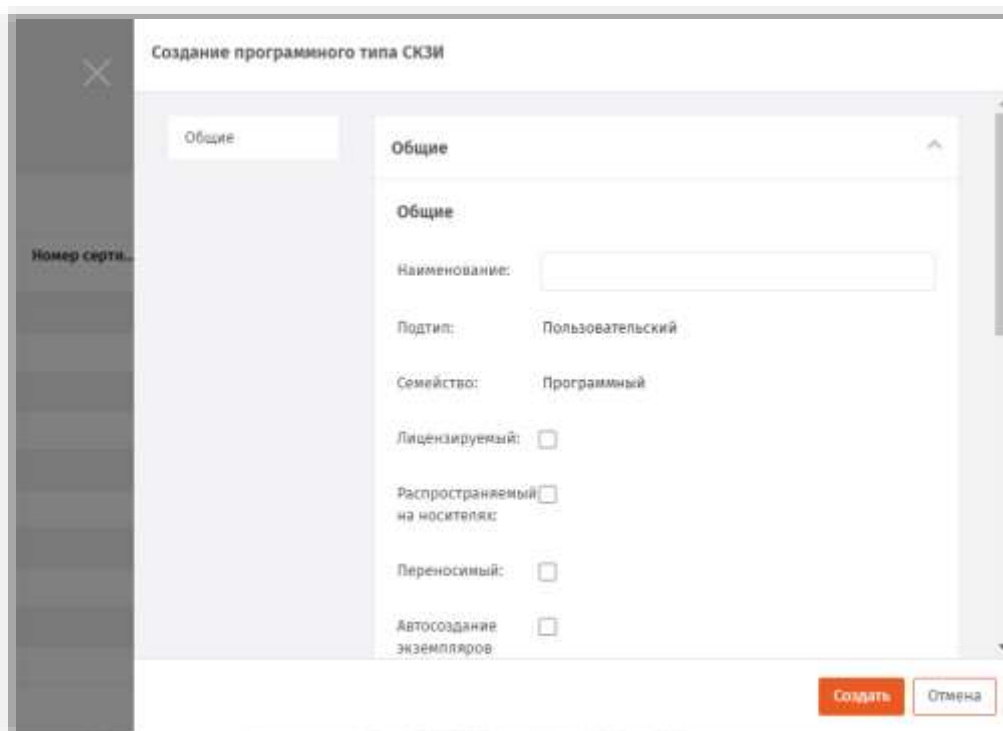 Создание программного типа СКЗИ
Общие
Общие
Общие
Номер серти...
Наименование:
Подтип: Пользовательский
Семейство: Программный
Лицензируемый:
Распространяемый
на носителях:
Переносимый:
Автосоздание
экземпляров
Создать Отмена